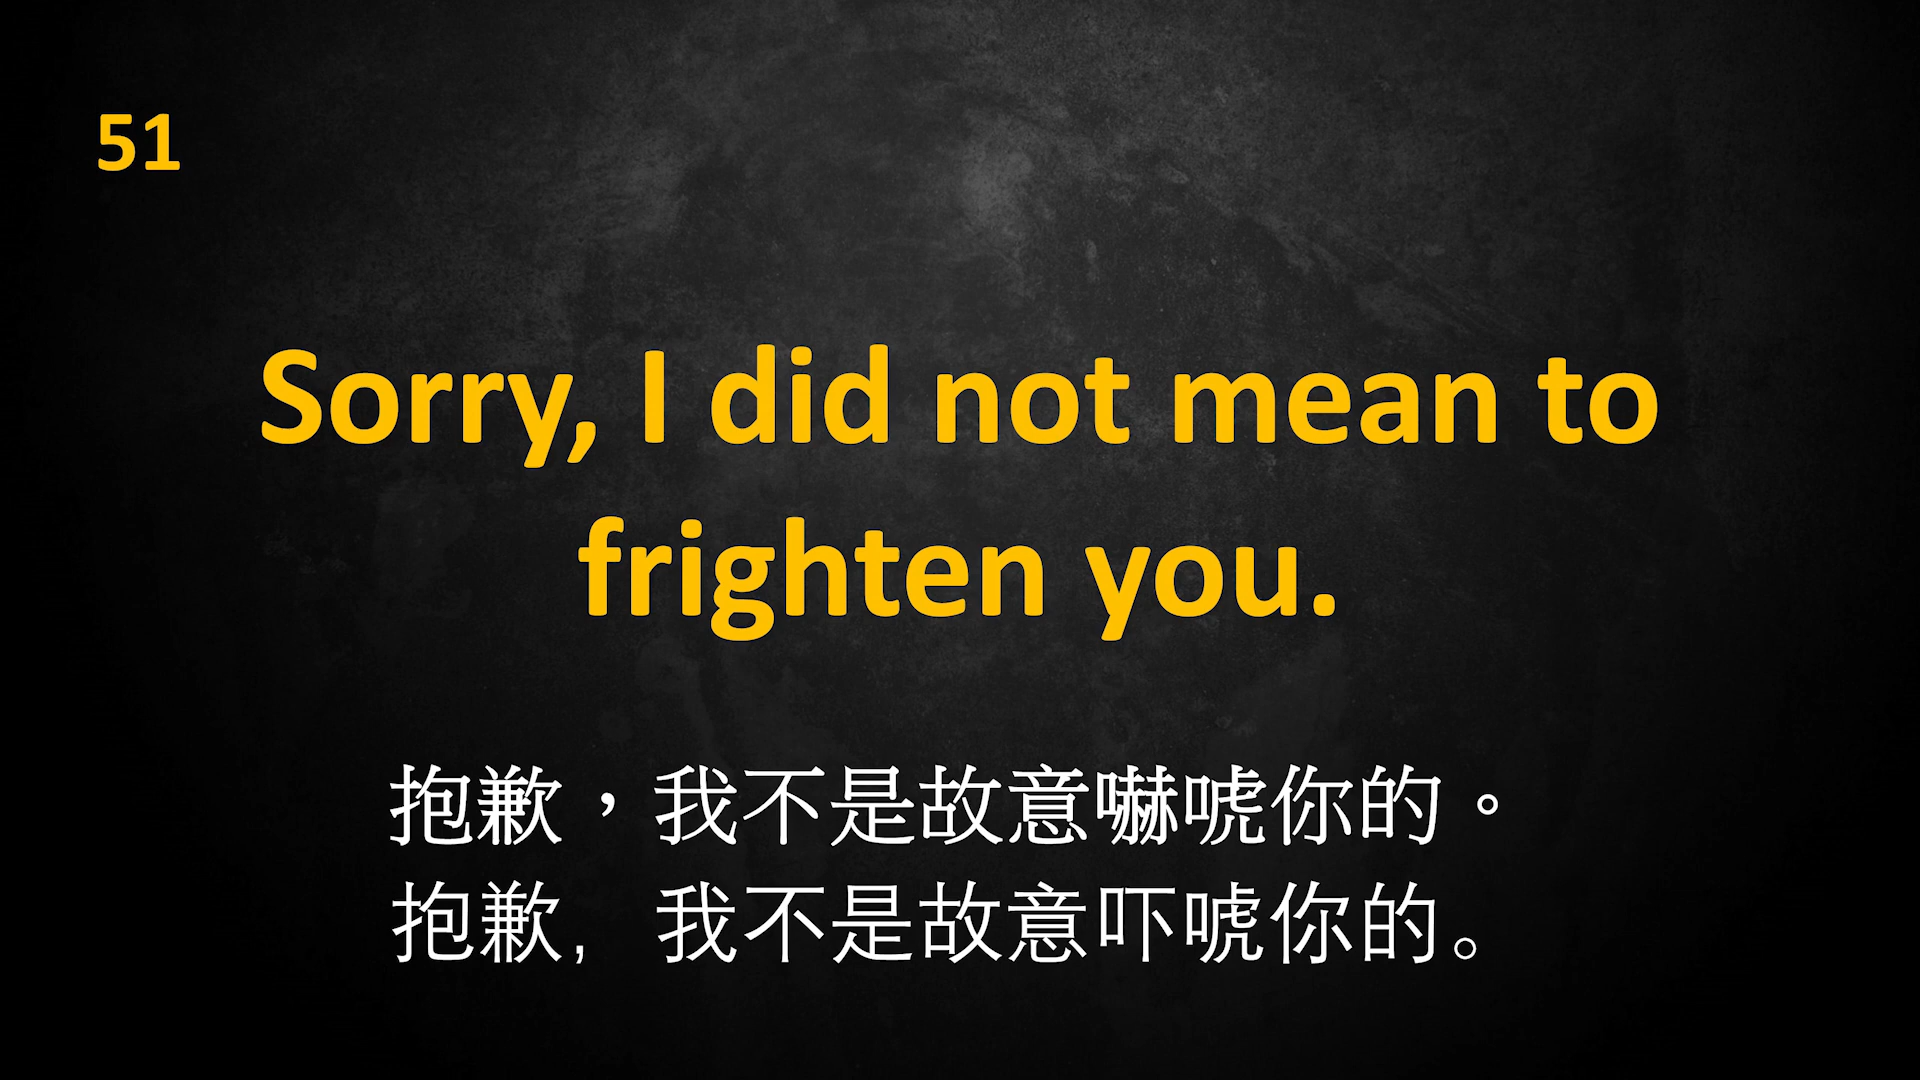 51
Sorry, I did not mean to
frighten you.
抱歉，我不是故意嚇唬你的。
抱歉，我不是故意吓唬你的。